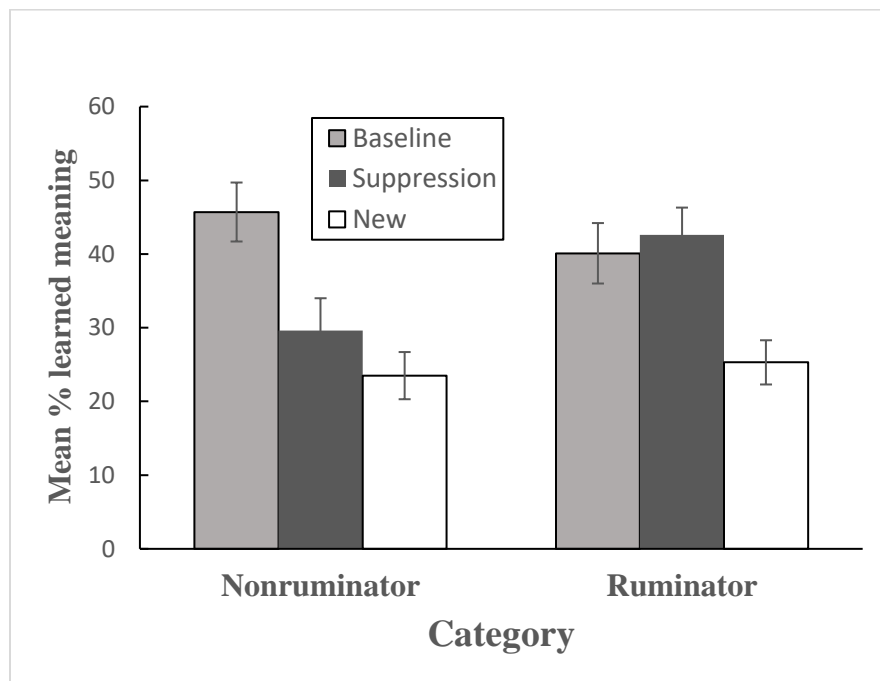 60
50
40
30
20
10
0
Mean % learned meaning
Baseline
Suppression
New
Nonruminator
Ruminator
Category